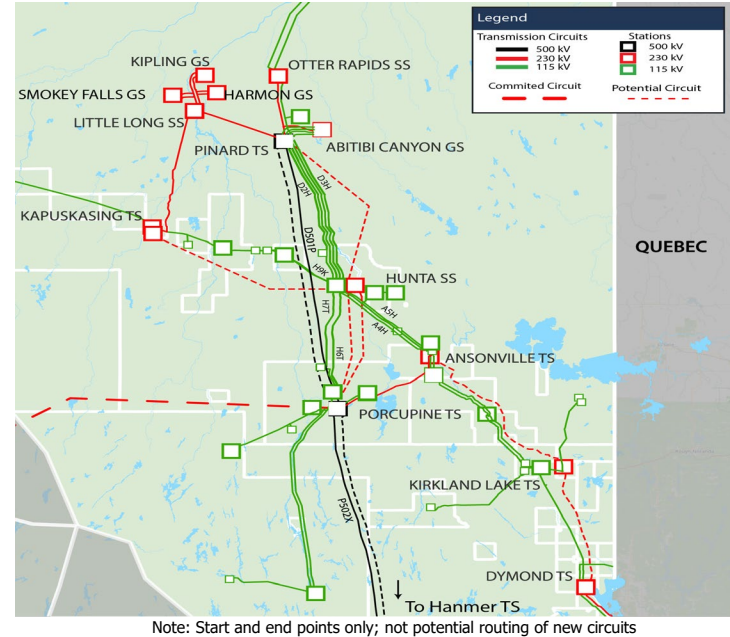 Legend
Transmission Circuits
500 kV
230 kV
115 kV
Stations
500 kV
230 kV
115 kV
Commited Circuit
Potential Circuit
KIPLING GS
OTTER RAPIDS SS
SMOKEY FALLS GS
HARMON GS
LITTLE LONG SS
ABITIBI CANYON GS
PINARD TS
D3H
D2H
KAPUSKASING TS
D501P
QUEBEC
H9K
HUNTA SS
H7T
A5H
A4H
H6T
ANSONVILLE TS
PORCUPINE TS
KIRKLAND LAKE TS
P502X
DYMOND TS
To Hanmer TS
Note: Start and end points only; not potential routing of new circuits